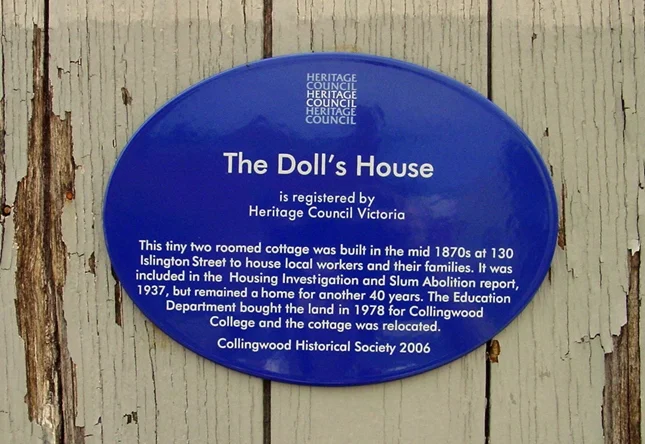 HERITAGE
COUNCIL
HERITAGE
COUNCIL
HERITAGE
COUNCIL
The Doll's House
is registered by
Heritage Council Victoria
This tiny two roomed cottage was built in the mid 1870s at 130
Islington Street to house local workers and their families. It was
included in the Housing Investigation and Slum Abolition report,
1937, but remained a home for another 40 years. The Education
Department bought the land in 1978 for Collingwood
College and the cottage was relocated.
Collingwood Historical Society 2006